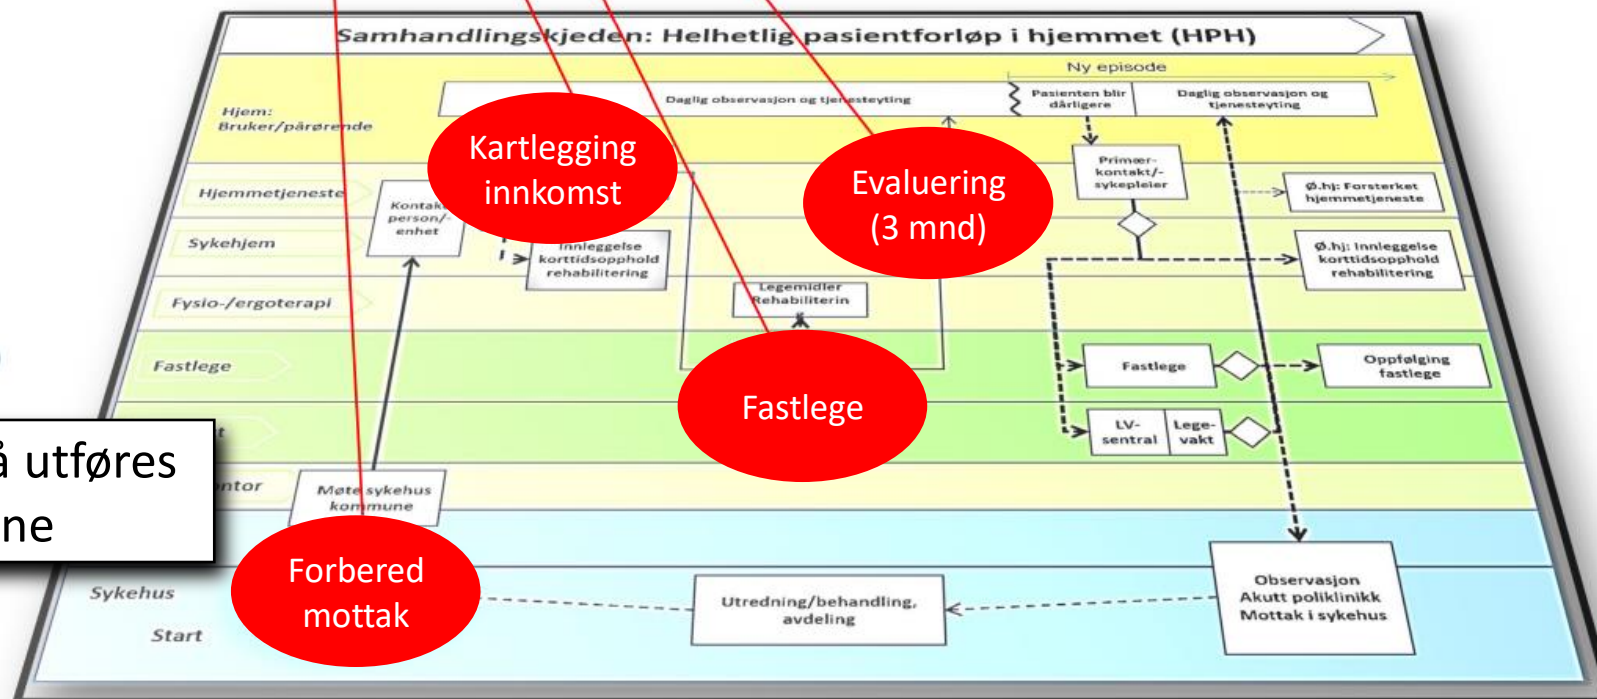 Samhandlingskjeden: Helhetlig pasientforløp i hjemmet (HPH)
Ny episode
Hjem:
Bruker/pårørende
Daglig observasjon og tjenesteyting
Pasienten blir
dårligere
Daglig observasjon og
tjenesteyting
Kartlegging
innkomst
Evaluering
(3 mnd)
Primær-
kontakt/-
sykepleier
Hjemmetjeneste
person/-
enhet
Ø.hj: Forsterket
hjemmetjeneste
Sykehjem
Innleggelse
korttidsopphold
rehabilitering
Ø.hj: Innleggelse
korttidsopphold
rehabilitering
Fysio-/ergoterapi
Legemidler
Rehabiliterin
Fastlege
Fastlege
Fastlege
Oppfølging
fastlege
LV-
sentral
Lege-
vakt
utføres
Møte sykehus
kommune
Forbered
mottak
Sykehus
Start
Utredning/behandling,
avdeling
Observasjon
Akutt poliklinikk
Mottak i sykehus